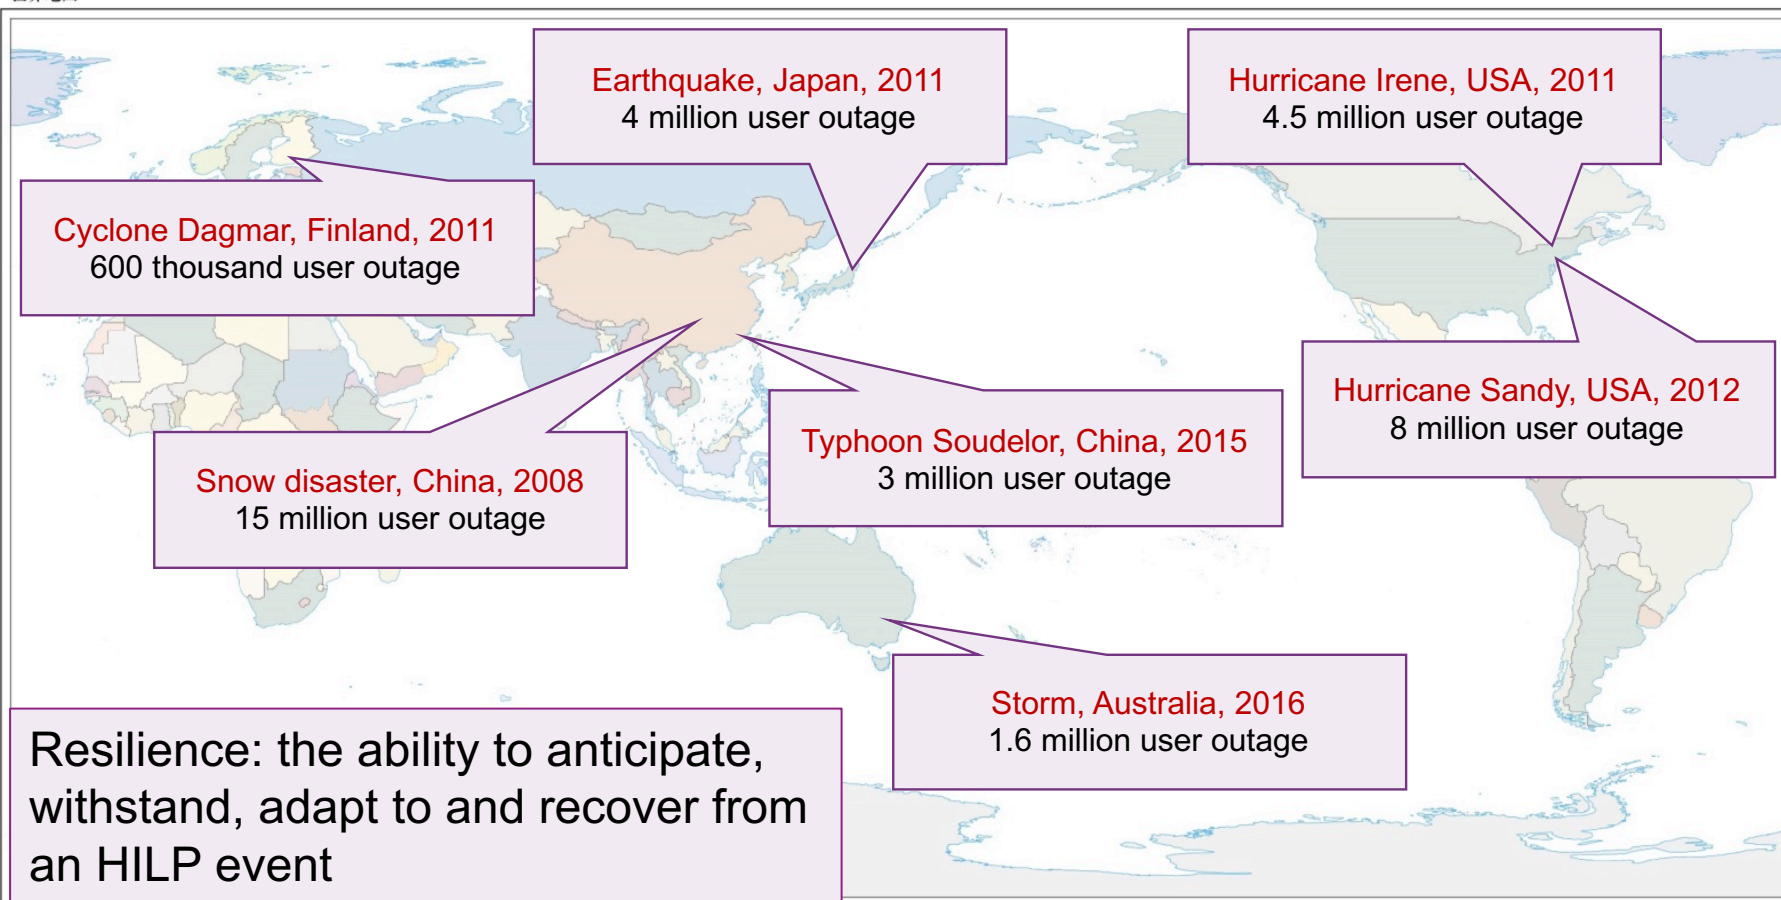 Earthquake, Japan, 2011
4 million user outage
Hurricane Irene, USA, 2011
4.5 million user outage
Cyclone Dagmar, Finland, 2011
600 thousand user outage
Hurricane Sandy, USA, 2012
8 million user outage
Typhoon Soudelor, China, 2015
3 million user outage
Snow disaster, China, 2008
15 million user outage
Storm, Australia, 2016
1.6 million user outage
Resilience: the ability to anticipate,
withstand, adapt to and recover from
an HILP event